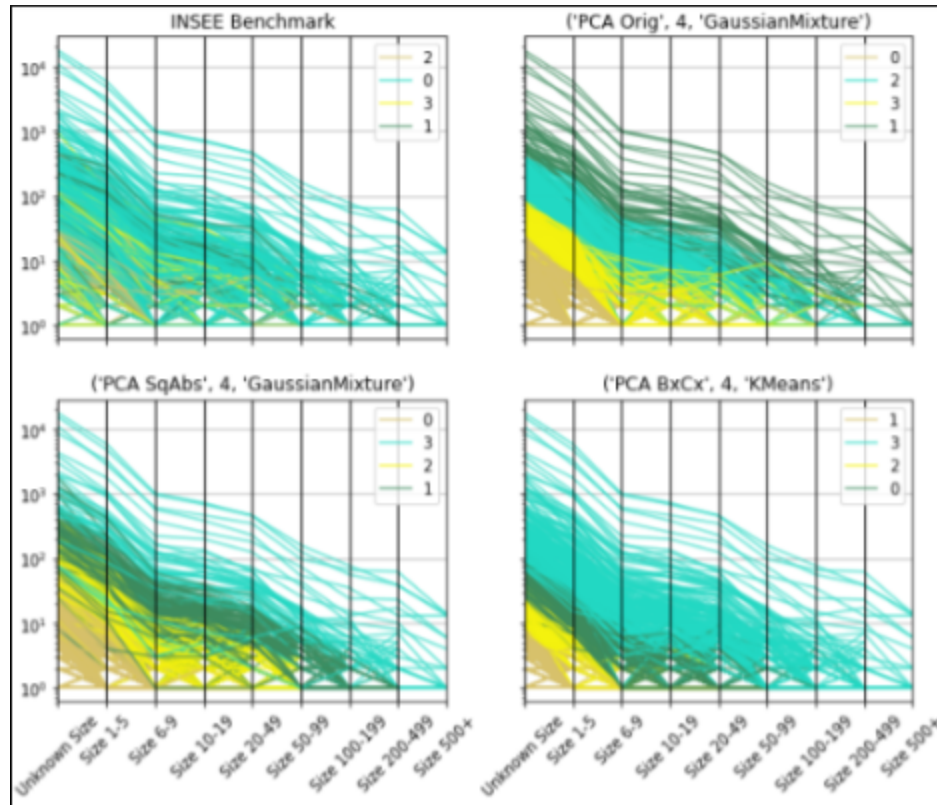 INSEE Benchmark
('PCA Orig', 4, 'GaussianMixture')
10⁴
10³
10²
10¹
10⁰
2
0
3
1
0
2
3
1
('PCA SqAbs', 4, 'GaussianMixture')
('PCA BxCx', 4, 'KMeans')
10⁴
10³
10²
10¹
10⁰
0
3
2
1
1
3
2
0
Unknown Size
Size 1-5
Size 6-9
Size 10-19
Size 20-49
Size 50-99
Size 100-199
Size 200-499
Size 500+
Unknown Size
Size 1-5
Size 6-9
Size 10-19
Size 20-49
Size 50-99
Size 100-199
Size 200-499
Size 500+